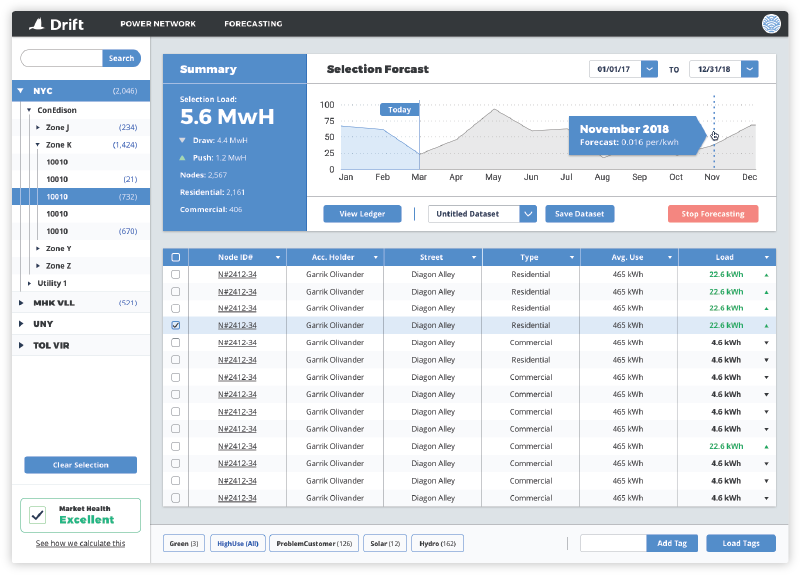 Drift
POWER NETWORK
FORECASTING
Search
NYC (2,046)
ConEdison
Zone J (234)
Zone K (1,424)
10010
10010 (21)
10010 (732)
10010
10010 (670)
Zone Y
Zone Z
Utility 1
MHK VLL (521)
UNY
TOL VIR
Clear Selection
Market Health
Excellent
See how we calculate this
Summary
Selection Load:
5.6 MwH
Draw: 4.4 MwH
Push: 1.2 MwH
Nodes: 2,567
Residential: 2,161
Commercial: 406
Selection Forcast
01/01/17 TO 12/31/18
100
75
50
25
0
Today
November 2018
Forecast: 0.016 per/kwh
Jan Feb Mar Apr May Jun Jul Aug Sep Oct Nov Dec
View Ledger
Untitled Dataset
Save Dataset
Stop Forecasting
Node ID# Acc. Holder Street Type Avg. Use Load
N#2412-34 Garrik Olivander Diagon Alley Residential 465 kWh 22.6 kWh
N#2412-34 Garrik Olivander Diagon Alley Residential 465 kWh 22.6 kWh
N#2412-34 Garrik Olivander Diagon Alley Residential 465 kWh 22.6 kWh
N#2412-34 Garrik Olivander Diagon Alley Residential 465 kWh 22.6 kWh
N#2412-34 Garrik Olivander Diagon Alley Commercial 465 kWh 4.6 kWh
N#2412-34 Garrik Olivander Diagon Alley Residential 465 kWh 4.6 kWh
N#2412-34 Garrik Olivander Diagon Alley Commercial 465 kWh 4.6 kWh
N#2412-34 Garrik Olivander Diagon Alley Commercial 465 kWh 4.6 kWh
N#2412-34 Garrik Olivander Diagon Alley Commercial 465 kWh 4.6 kWh
N#2412-34 Garrik Olivander Diagon Alley Commercial 465 kWh 4.6 kWh
N#2412-34 Garrik Olivander Diagon Alley Commercial 465 kWh 22.6 kWh
N#2412-34 Garrik Olivander Diagon Alley Commercial 465 kWh 4.6 kWh
N#2412-34 Garrik Olivander Diagon Alley Commercial 465 kWh 4.6 kWh
N#2412-34 Garrik Olivander Diagon Alley Commercial 465 kWh 4.6 kWh
Green (3)
HighUse (All)
ProblemCustomer (126)
Solar (12)
Hydro (162)
Add Tag
Load Tags